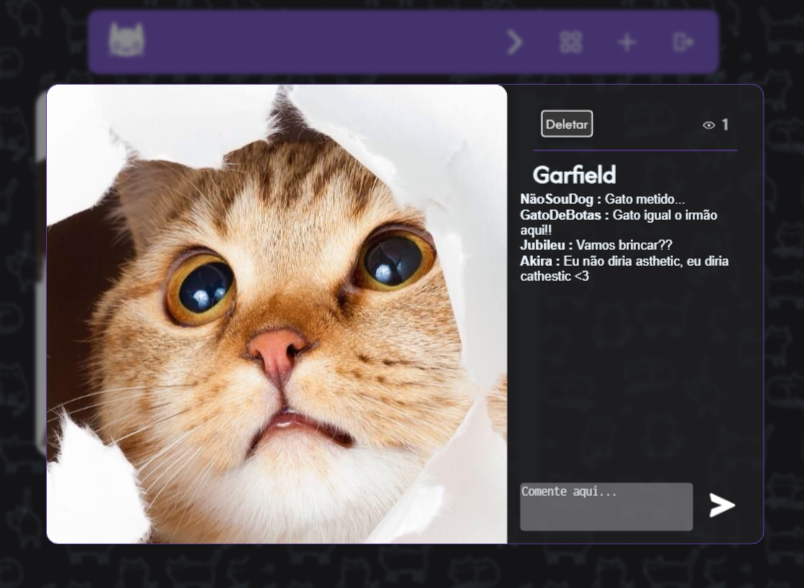 Deletar
1
Garfield
NãoSouDog : Gato metido...
GatoDeBotas : Gato igual o irmão
aqui!!
Jubileu : Vamos brincar??
Akira : Eu não diria asthetic, eu diria
cathestic <3
Comente aqui...